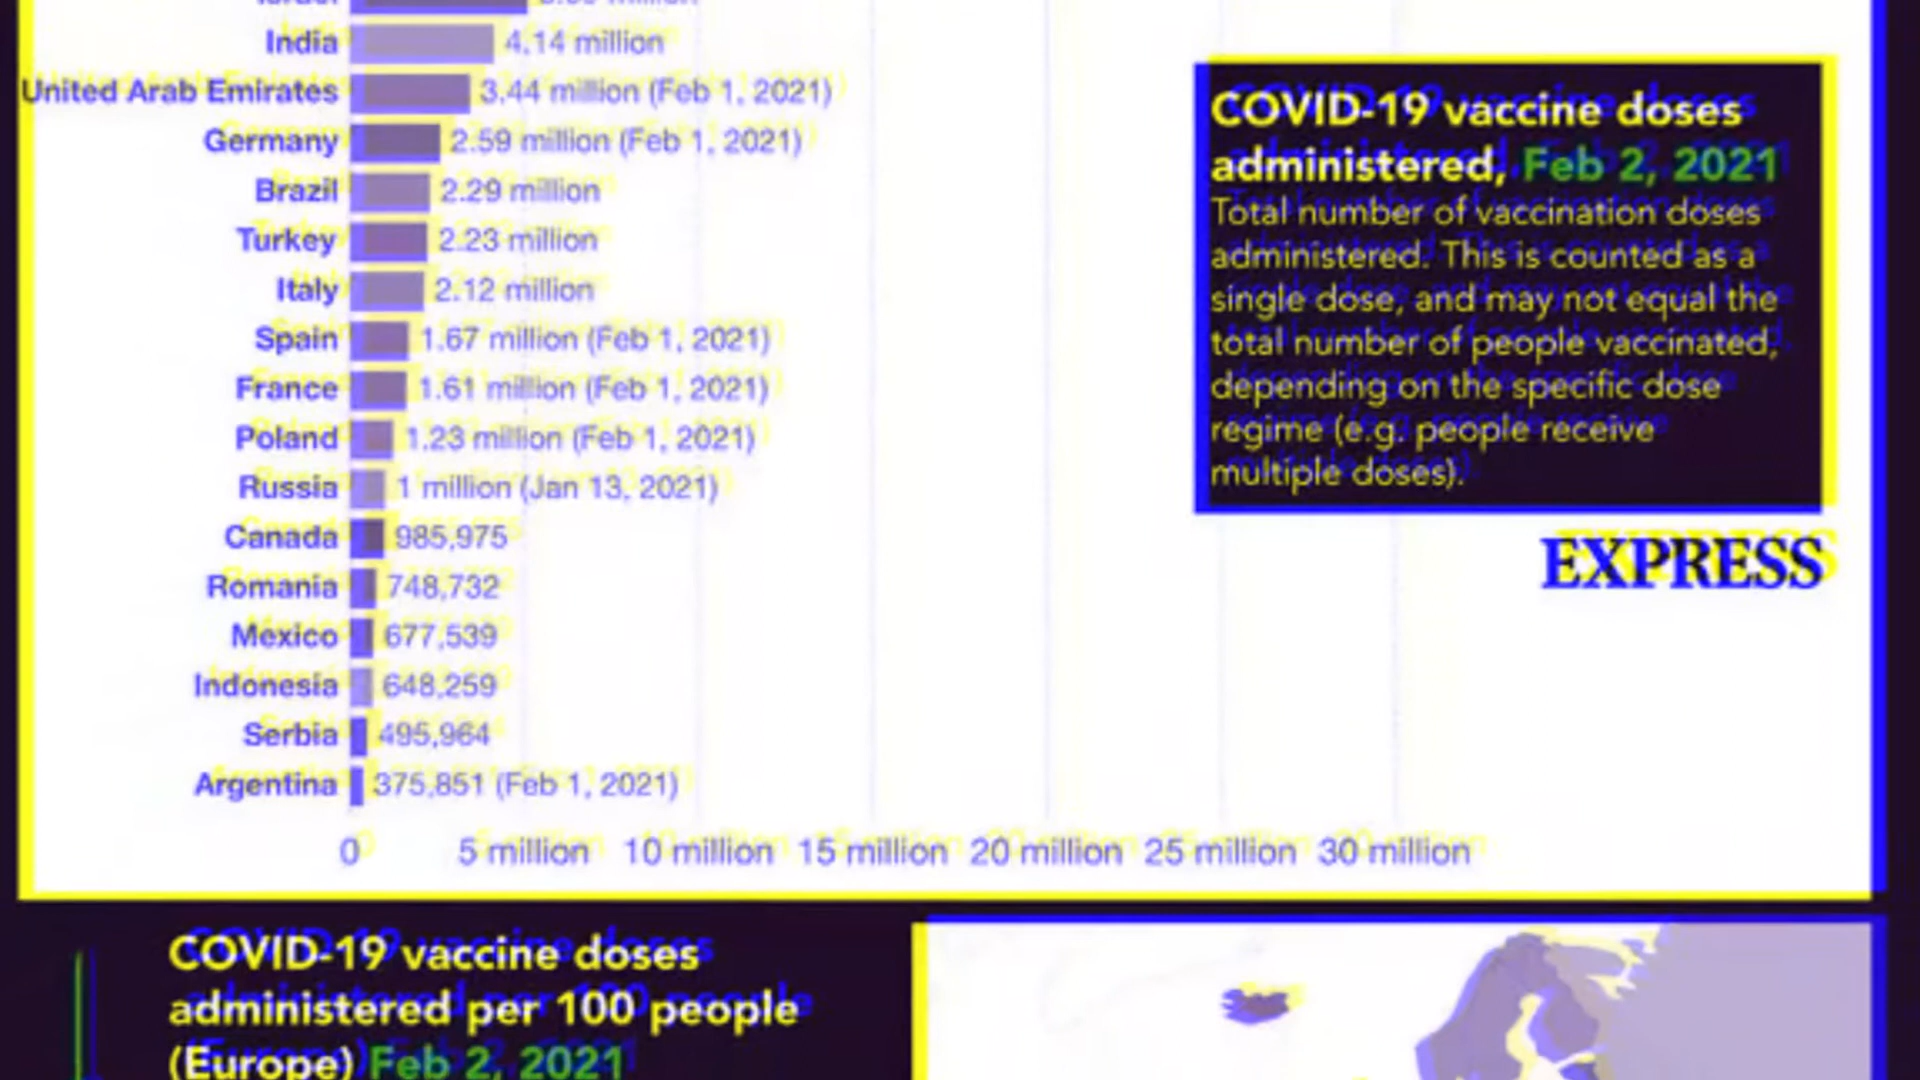 Israel
India 4.14 million
United Arab Emirates 3.44 million (Feb 1, 2021)
Germany 2.59 million (Feb 1, 2021)
Brazil 2.29 million
Turkey 2.23 million
Italy 2.12 million
Spain 1.67 million (Feb 1, 2021)
France 1.61 million (Feb 1, 2021)
Poland 1.23 million (Feb 1, 2021)
Russia 1 million (Jan 13, 2021)
Canada 985,975
Romania 748,732
Mexico 677,539
Indonesia 648,259
Serbia 495,964
Argentina 375,851 (Feb 1, 2021)
0 5 million 10 million 15 million 20 million 25 million 30 million
COVID-19 vaccine doses
administered, Feb 2, 2021
Total number of vaccination doses
administered. This is counted as a
single dose, and may not equal the
total number of people vaccinated,
depending on the specific dose
regime (e.g. people receive
multiple doses).
EXPRESS
COVID-19 vaccine doses
administered per 100 people
(Europe) Feb 2, 2021